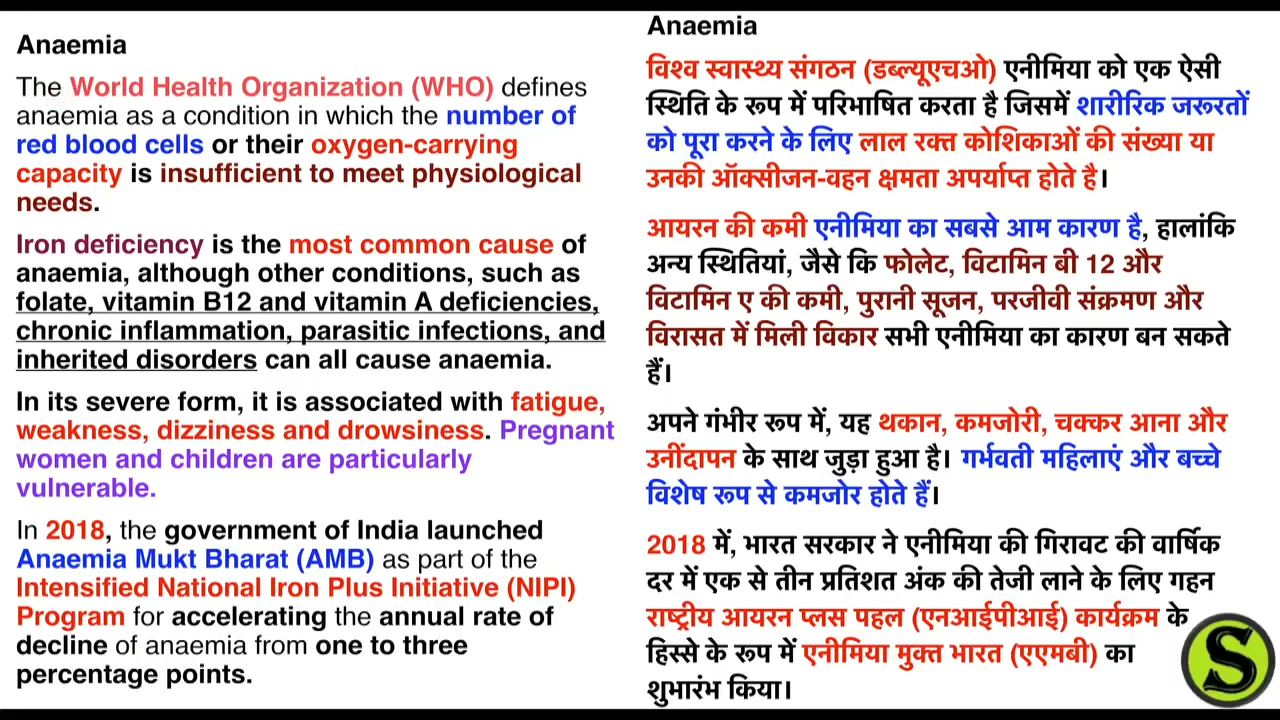 Anaemia
The World Health Organization (WHO) defines
anaemia as a condition in which the number of
red blood cells or their oxygen-carrying
capacity is insufficient to meet physiological
needs.
Iron deficiency is the most common cause of
anaemia, although other conditions, such as
folate, vitamin B12 and vitamin A deficiencies,
chronic inflammation, parasitic infections, and
inherited disorders can all cause anaemia.
In its severe form, it is associated with fatigue,
weakness, dizziness and drowsiness. Pregnant
women and children are particularly
vulnerable.
In 2018, the government of India launched
Anaemia Mukt Bharat (AMB) as part of the
Intensified National Iron Plus Initiative (NIPI)
Program for accelerating the annual rate of
decline of anaemia from one to three
percentage points.
Anaemia
विश्व स्वास्थ्य संगठन (डब्ल्यूएचओ) एनीमिया को एक ऐसी
स्थिति के रूप में परिभाषित करता है जिसमें शारीरिक जरूरतों
को पूरा करने के लिए लाल रक्त कोशिकाओं की संख्या या
उनकी ऑक्सीजन-वहन क्षमता अपर्याप्त होते है।
आयरन की कमी एनीमिया का सबसे आम कारण है, हालांकि
अन्य स्थितियां, जैसे कि फोलेट, विटामिन बी 12 और
विटामिन ए की कमी, पुरानी सूजन, परजीवी संक्रमण और
विरासत में मिली विकार सभी एनीमिया का कारण बन सकते
हैं।
अपने गंभीर रूप में, यह थकान, कमजोरी, चक्कर आना और
उनींदापन के साथ जुड़ा हुआ है। गर्भवती महिलाएं और बच्चे
विशेष रूप से कमजोर होते हैं।
2018 में, भारत सरकार ने एनीमिया की गिरावट की वार्षिक
दर में एक से तीन प्रतिशत अंक की तेजी लाने के लिए गहन
राष्ट्रीय आयरन प्लस पहल (एनआईपीआई) कार्यक्रम के
हिस्से के रूप में एनीमिया मुक्त भारत (एएमबी) का
शुभारंभ किया।
S